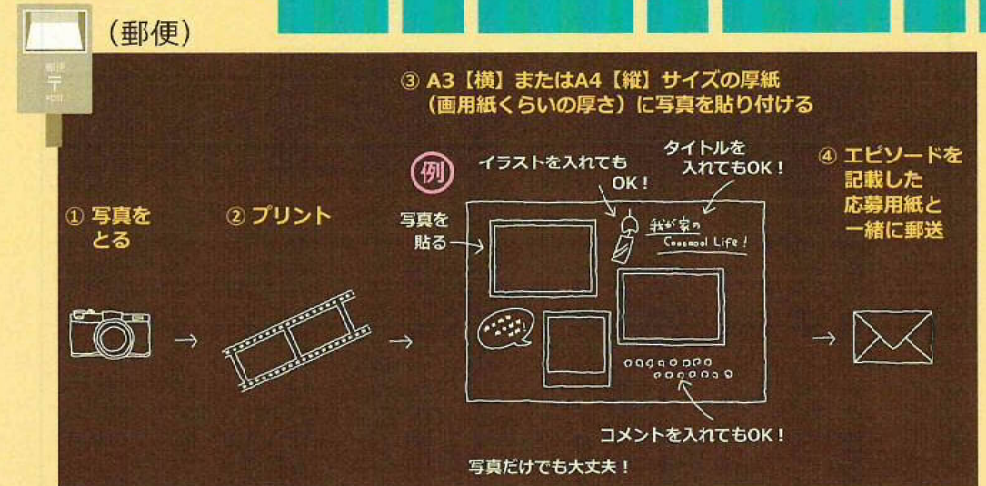 （郵便）
郵便
〒
POST
③ A3【横】またはA4【縦】サイズの厚紙
（画用紙くらいの厚さ）に写真を貼り付ける
例
イラストを入れても
OK！
タイトルを
入れてもOK！
④ エピソードを
記載した
応募用紙と
一緒に郵送
① 写真を
とる
② プリント
写真を
貼る
我が家の
Coooool Life！
コメントを入れてもOK！
写真だけでも大丈夫！